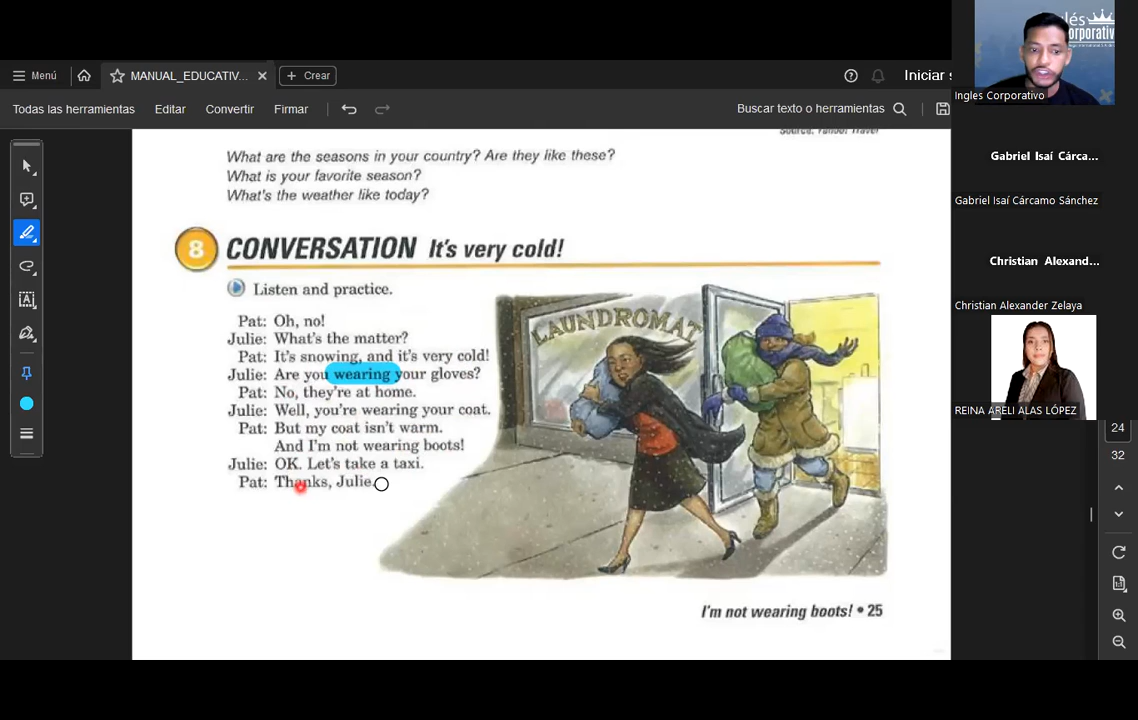 Menú
MANUAL_EDUCATIV...
Crear
Iniciar s
Todas las herramientas
Editar
Convertir
Firmar
Buscar texto o herramientas
Source: Yahoo! Travel
What are the seasons in your country? Are they like these?
What is your favorite season?
What's the weather like today?
8 CONVERSATION It's very cold!
Listen and practice.
Pat: Oh, no!
Julie: What's the matter?
Pat: It's snowing, and it's very cold!
Julie: Are you wearing your gloves?
Pat: No, they're at home.
Julie: Well, you're wearing your coat.
Pat: But my coat isn't warm.
And I'm not wearing boots!
Julie: OK. Let's take a taxi.
Pat: Thanks, Julie.
LAUNDROMAT
I'm not wearing boots! • 25
glés
orporativo
Ingles Corporativo
Gabriel Isaí Cárca...
Gabriel Isaí Cárcamo Sánchez
Christian Alexand...
Christian Alexander Zelaya
REINA ARELI ALAS LÓPEZ
24
32